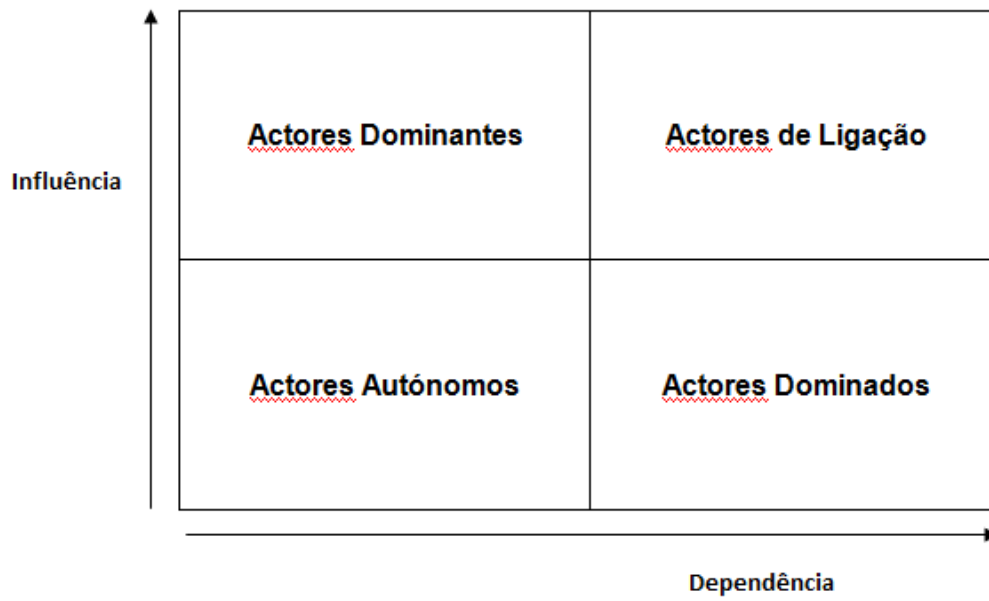 Actores Dominantes
Actores de Ligação
Influência
Actores Autónomos
Actores Dominados
Dependência